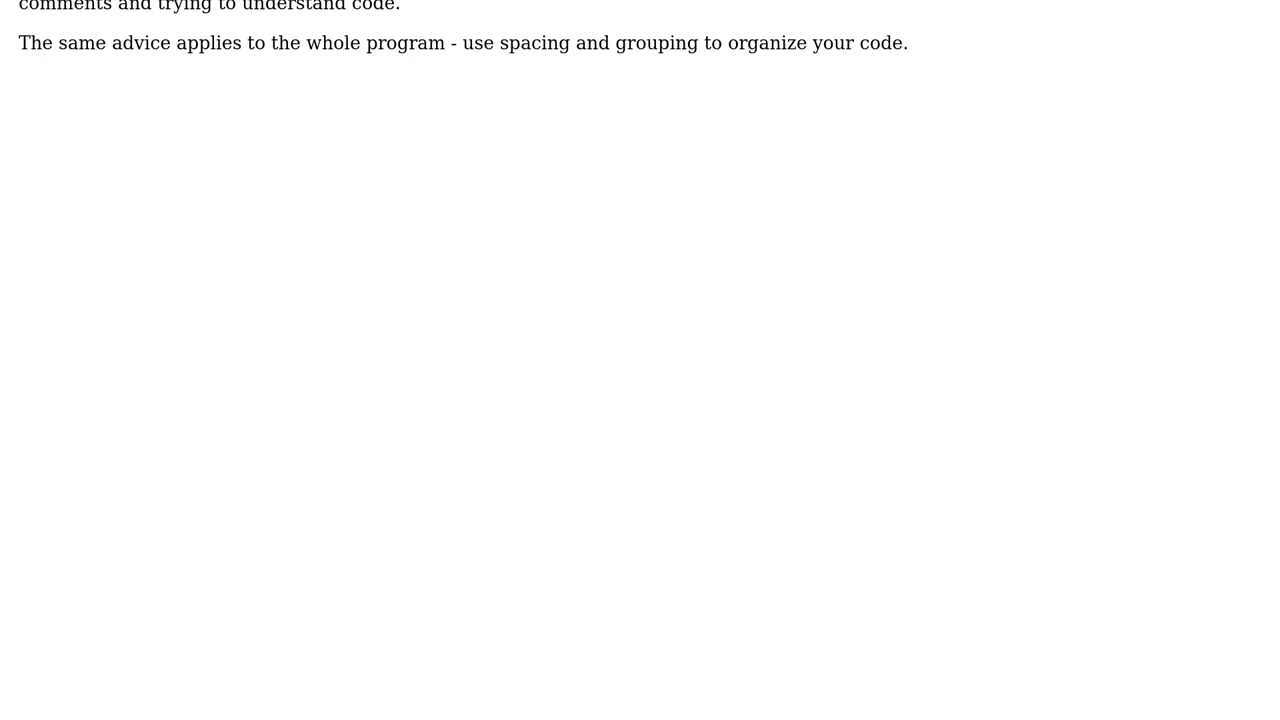 comments and trying to understand code.
The same advice applies to the whole program - use spacing and grouping to organize your code.